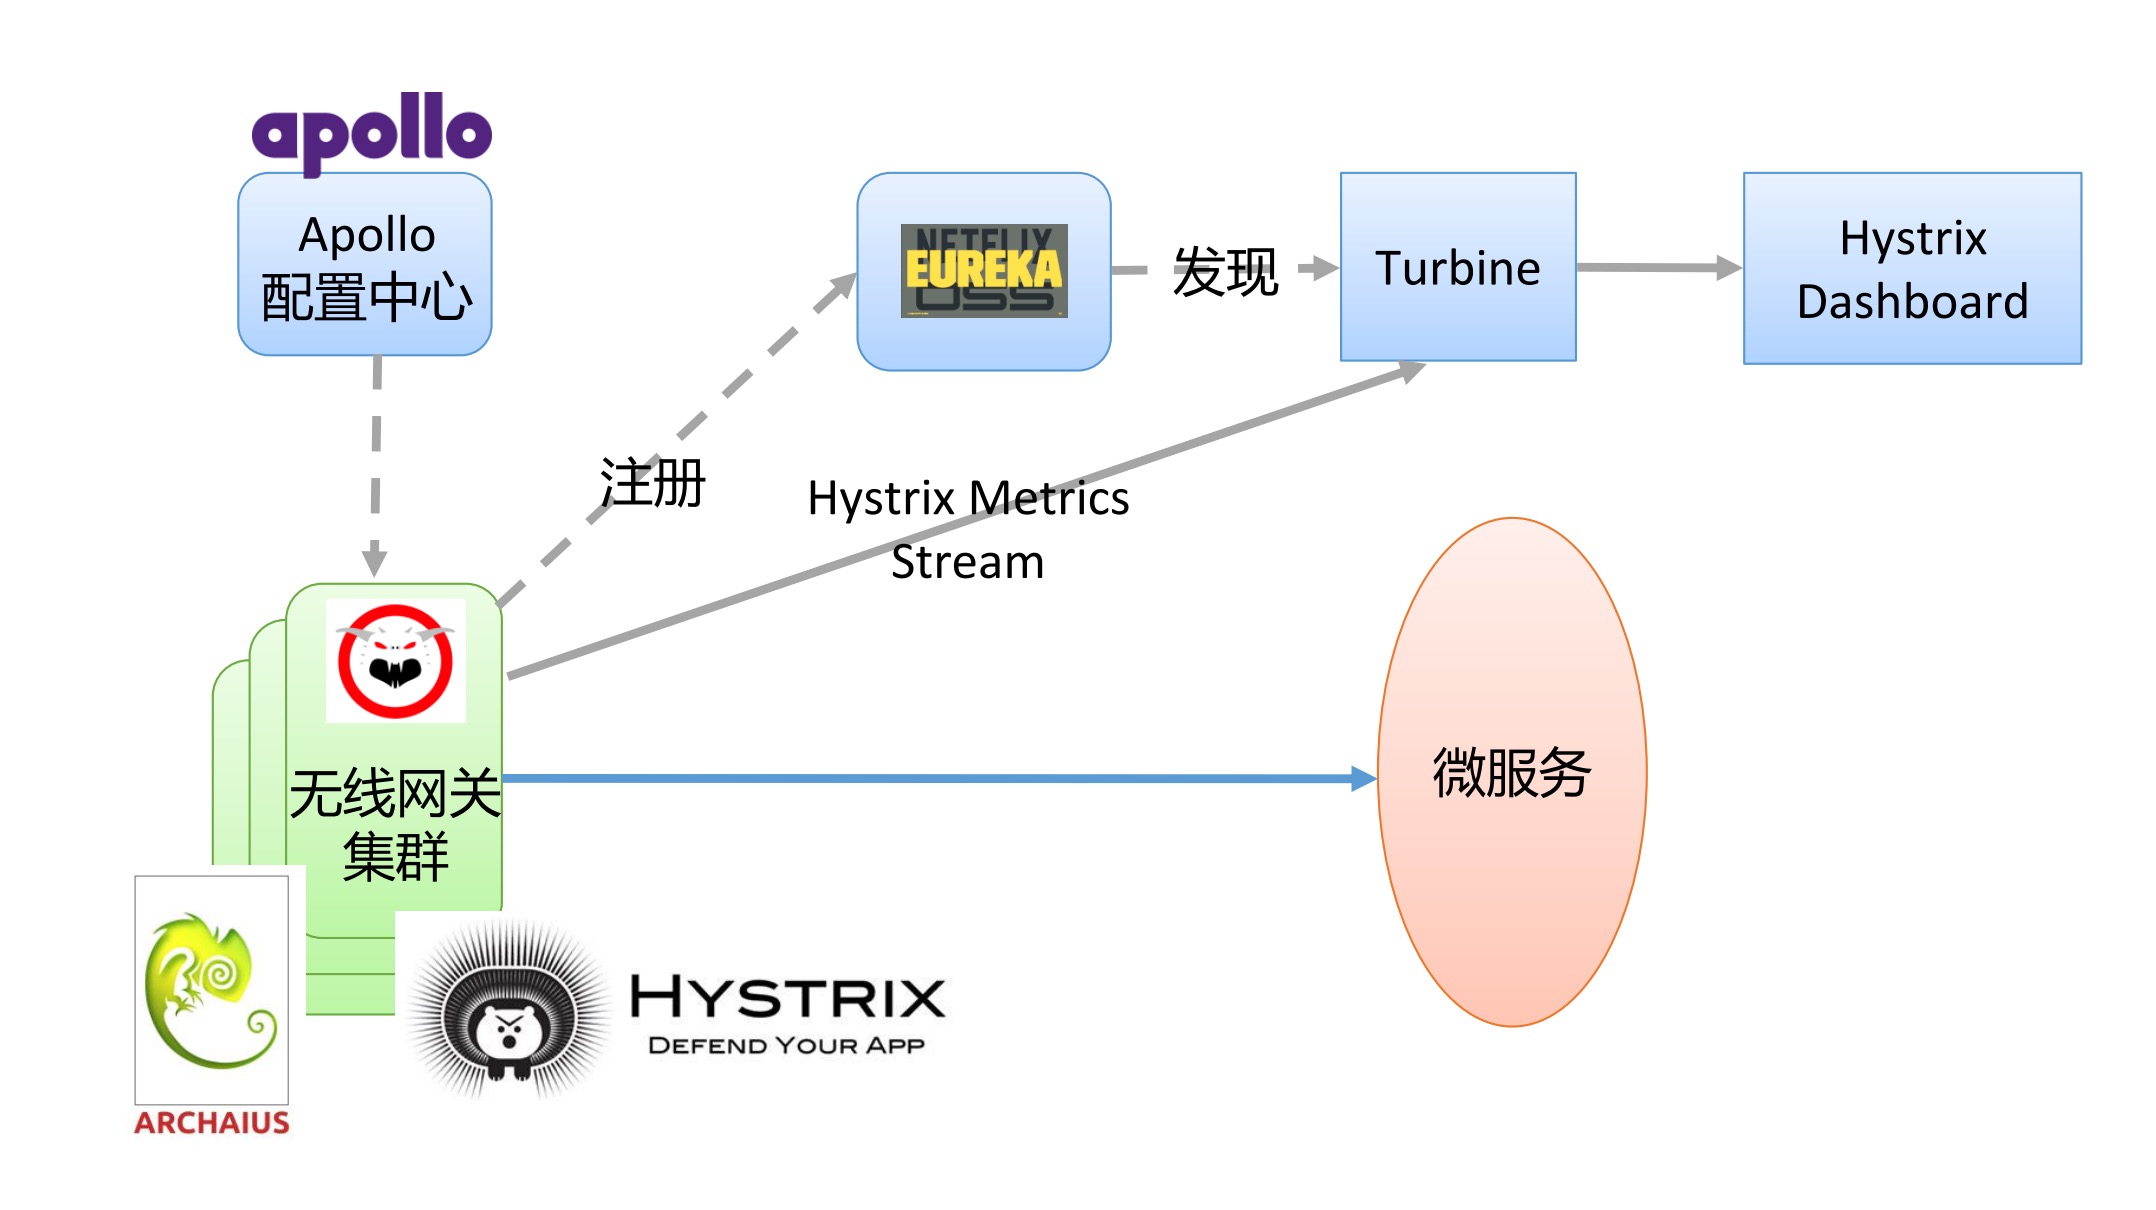 apollo
Apollo
配置中心
NETFLIX
EUREKA
OSS
发现
Turbine
Hystrix
Dashboard
注册
Hystrix Metrics
Stream
无线网关
集群
微服务
ARCHAIUS
HYSTRIX
DEFEND YOUR APP